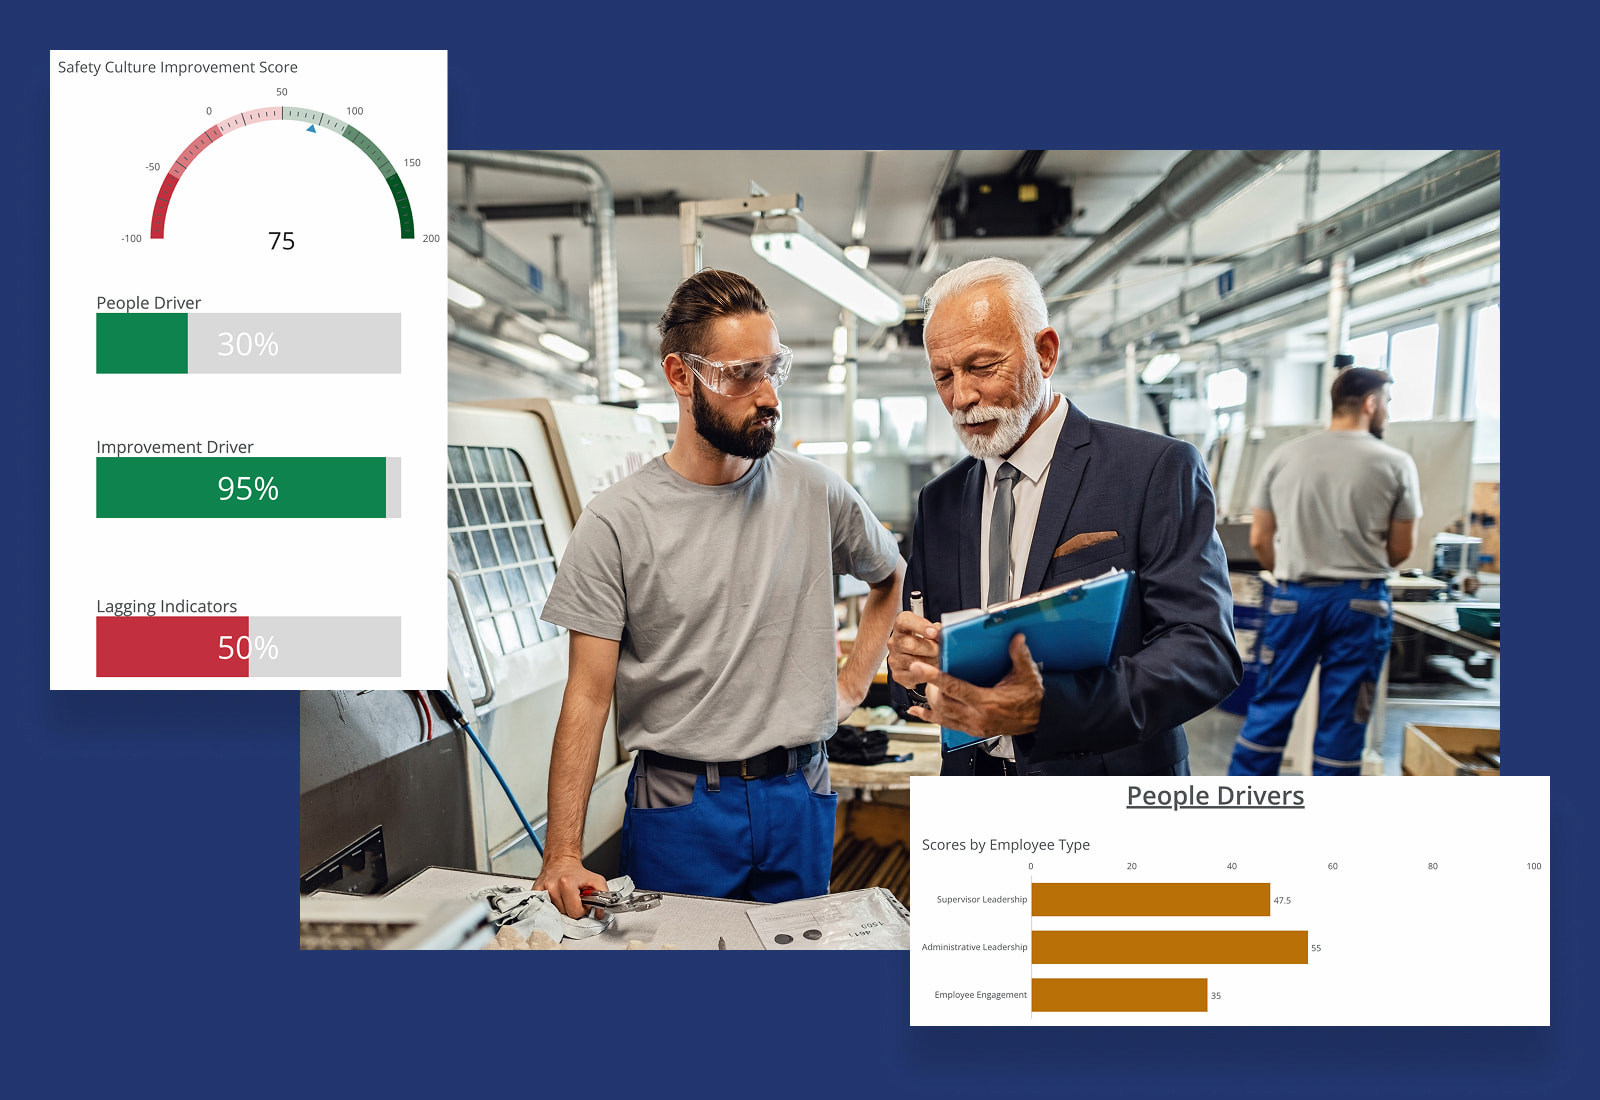 Safety Culture Improvement Score
50
0 100
-50 150
-100 75 200
People Driver
30%
Improvement Driver
95%
Lagging Indicators
50%
1500
4611
People Drivers
Scores by Employee Type
0 20 40 60 80 100
Supervisor Leadership 47.5
Administrative Leadership 55
Employee Engagement 35